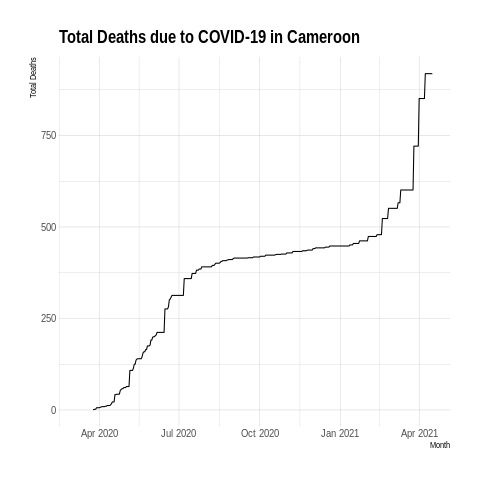 Total Deaths due to COVID-19 in Cameroon
Total Deaths
750
500
250
0
Apr 2020 Jul 2020 Oct 2020 Jan 2021 Apr 2021
Month